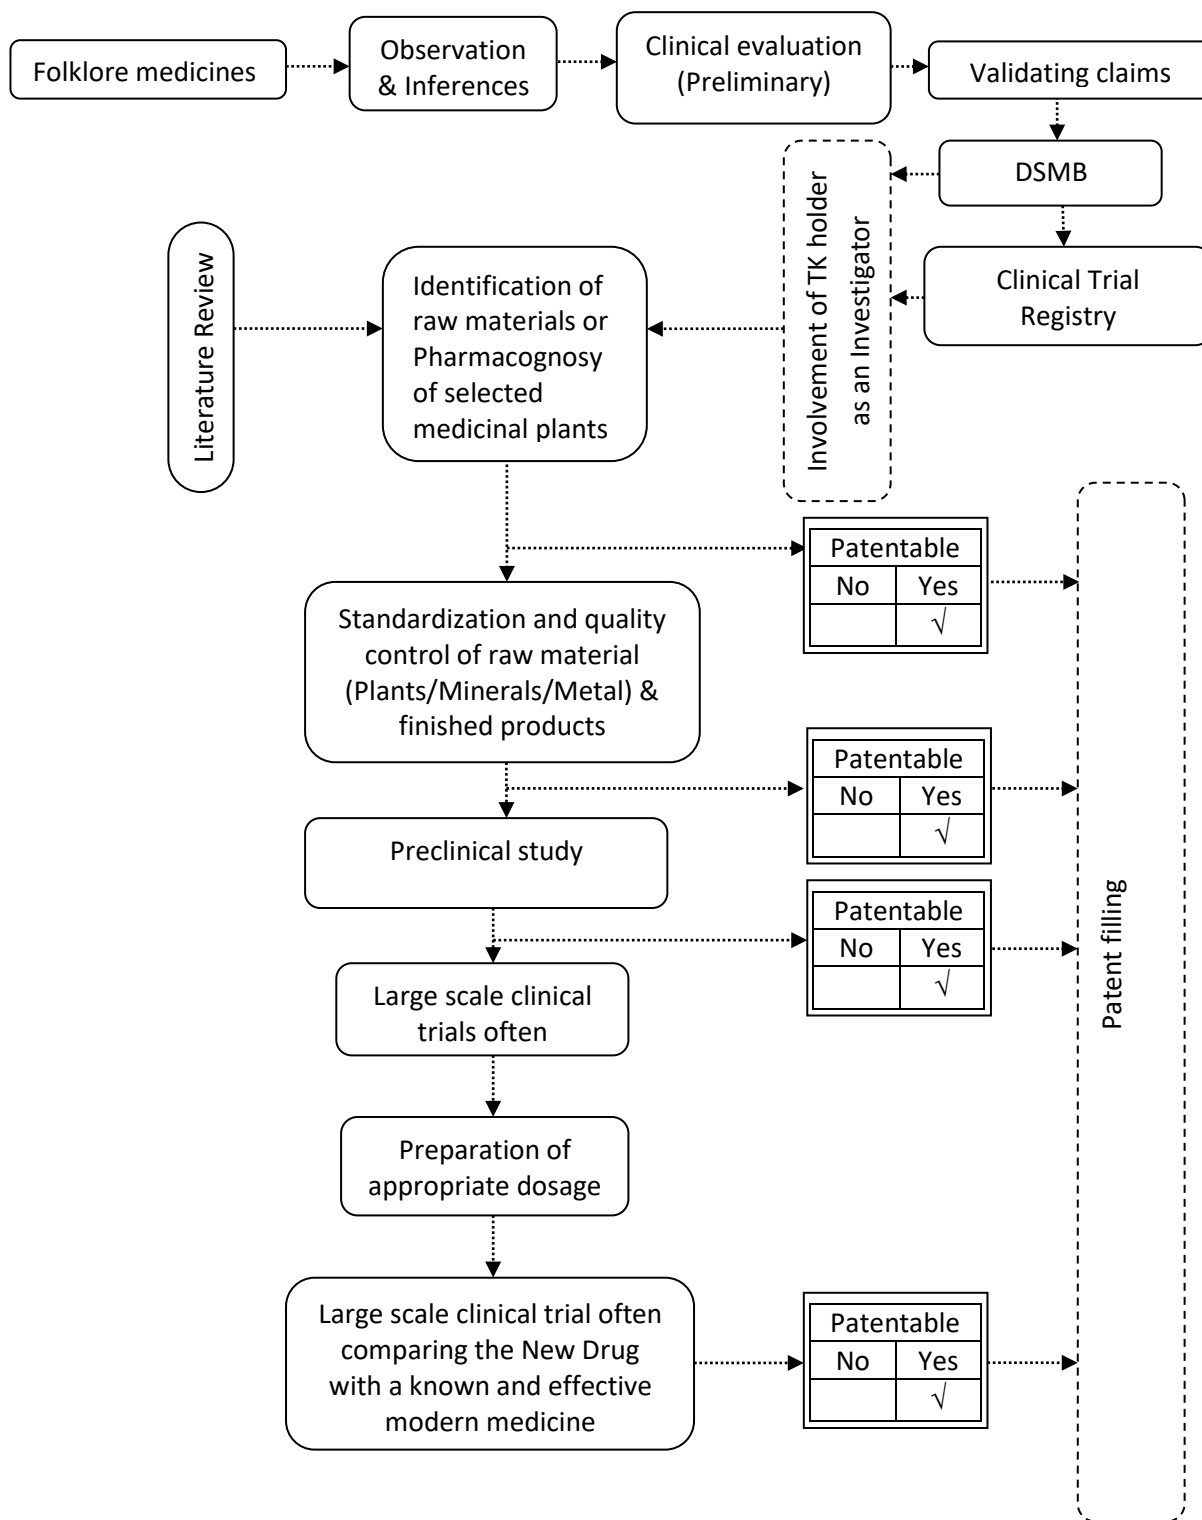 Folklore medicines
Observation
& Inferences
Clinical evaluation
(Preliminary)
Validating claims
DSMB
Clinical Trial
Registry
Involvement of TK holder
as an Investigator
Literature Review
Identification of
raw materials or
Pharmacognosy
of selected
medicinal plants
Patentable
No Yes
√
Standardization and quality
control of raw material
(Plants/Minerals/Metal) &
finished products
Patentable
No Yes
√
Preclinical study
Patentable
No Yes
√
Large scale clinical
trials often
Patent filling
Preparation of
appropriate dosage
Large scale clinical trial often
comparing the New Drug
with a known and effective
modern medicine
Patentable
No Yes
√